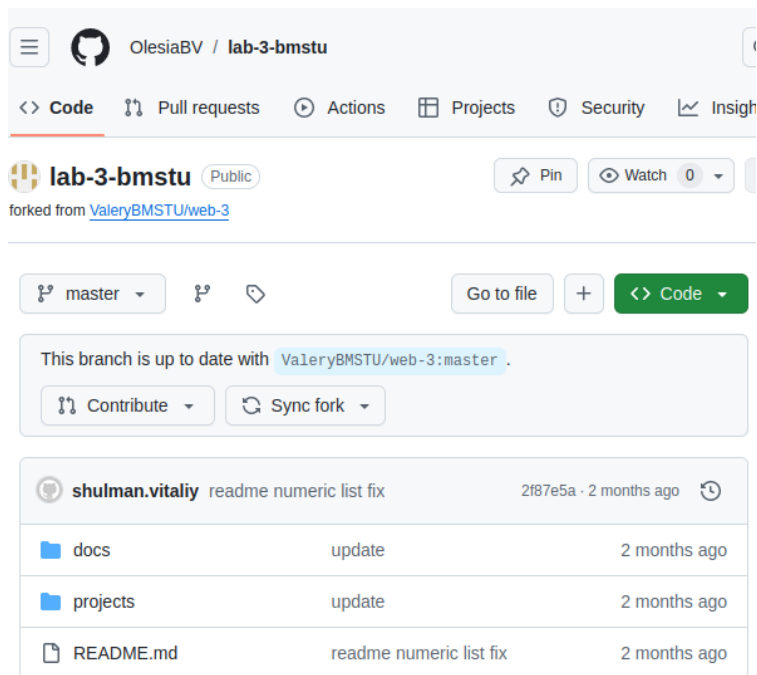 OlesiaBV / lab-3-bmstu
Code Pull requests Actions Projects Security Insigh
lab-3-bmstu Public Pin Watch 0
forked from ValeryBMSTU/web-3
master Go to file + Code
This branch is up to date with ValeryBMSTU/web-3:master .
Contribute Sync fork
shulman.vitaliy readme numeric list fix 2f87e5a · 2 months ago
docs update 2 months ago
projects update 2 months ago
README.md readme numeric list fix 2 months ago